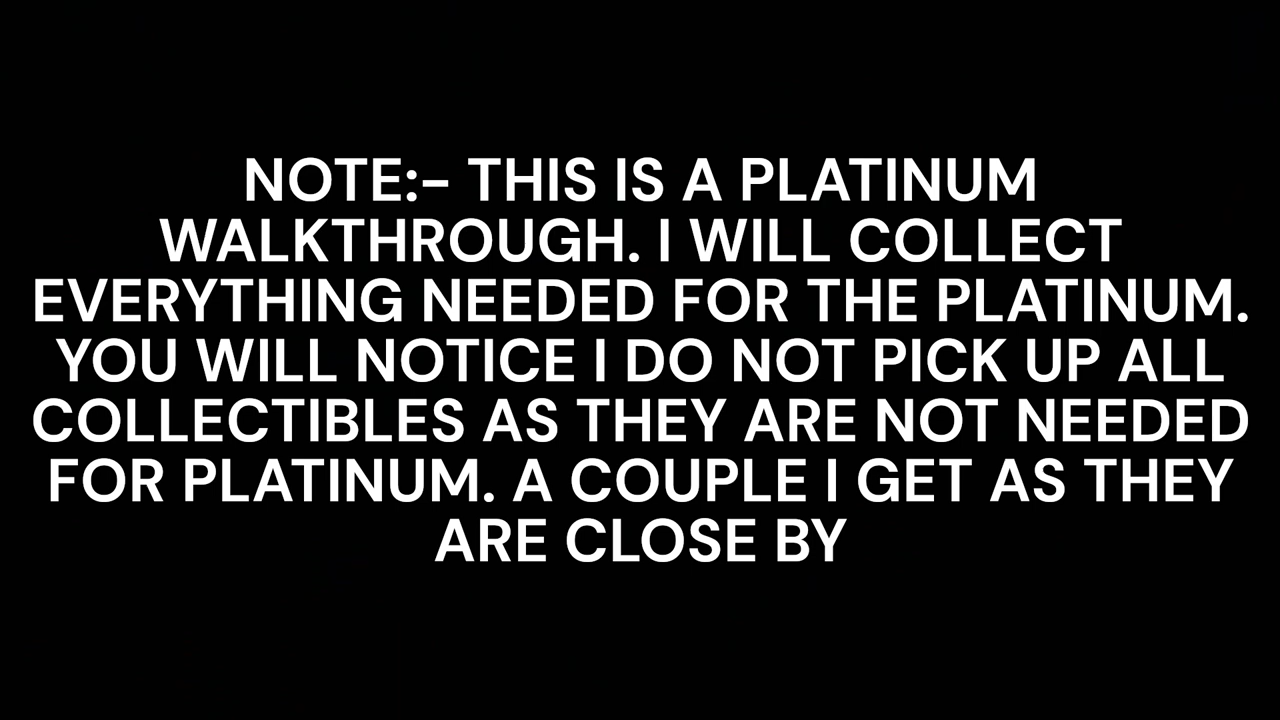 NOTE:- THIS IS A PLATINUM
WALKTHROUGH. I WILL COLLECT
EVERYTHING NEEDED FOR THE PLATINUM.
YOU WILL NOTICE I DO NOT PICK UP ALL
COLLECTIBLES AS THEY ARE NOT NEEDED
FOR PLATINUM. A COUPLE I GET AS THEY
ARE CLOSE BY